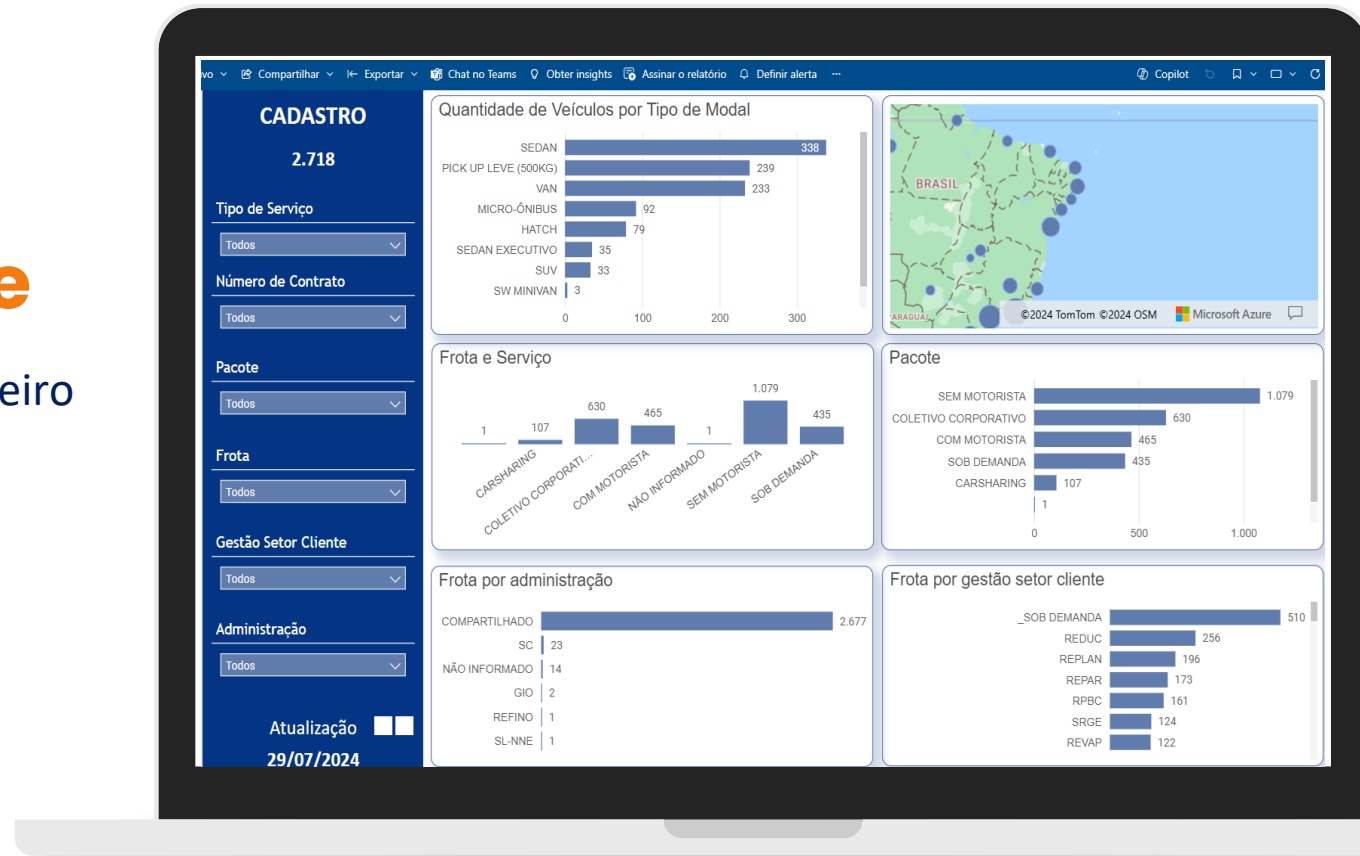 Compartilhar
Exportar
Chat no Teams
Obter insights
Assinar o relatório
Definir alerta
...
Copilot
CADASTRO
2.718
Tipo de Serviço
Todos
Número de Contrato
Todos
Pacote
Todos
Frota
Todos
Gestão Setor Cliente
Todos
Administração
Todos
Atualização
29/07/2024
Quantidade de Veículos por Tipo de Modal
SEDAN 338
PICK UP LEVE (500KG) 239
VAN 233
MICRO-ÔNIBUS 92
HATCH 79
SEDAN EXECUTIVO 35
SUV 33
SW MINIVAN 3
0 100 200 300
BRASIL
PARAGUAI
©2024 TomTom ©2024 OSM Microsoft Azure
Frota e Serviço
1 107 630 465 1 1.079 435
CARSHARING
COLETIVO CORPORATI...
COM MOTORISTA
NÃO INFORMADO
SEM MOTORISTA
SOB DEMANDA
Pacote
SEM MOTORISTA 1.079
COLETIVO CORPORATIVO 630
COM MOTORISTA 465
SOB DEMANDA 435
CARSHARING 107
1
0 500 1.000
Frota por administração
COMPARTILHADO 2.677
SC 23
NÃO INFORMADO 14
GIO 2
REFINO 1
SL-NNE 1
Frota por gestão setor cliente
_SOB DEMANDA 510
REDUC 256
REPLAN 196
REPAR 173
RPBC 161
SRGE 124
REVAP 122
e
eiro